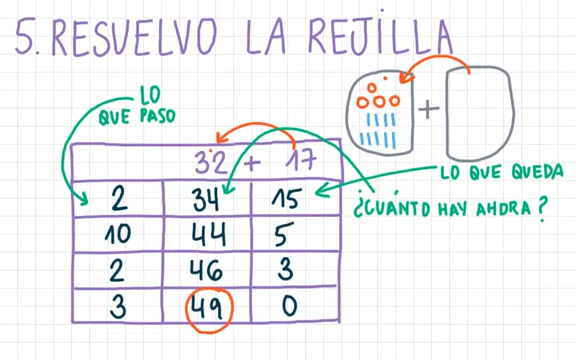 5. RESUELVO LA REJILLA
LO
QUE PASO
+
32 + 17
LO QUE QUEDA
¿CUÁNTO HAY AHORA?
2 34 15
10 44 5
2 46 3
3 49 0